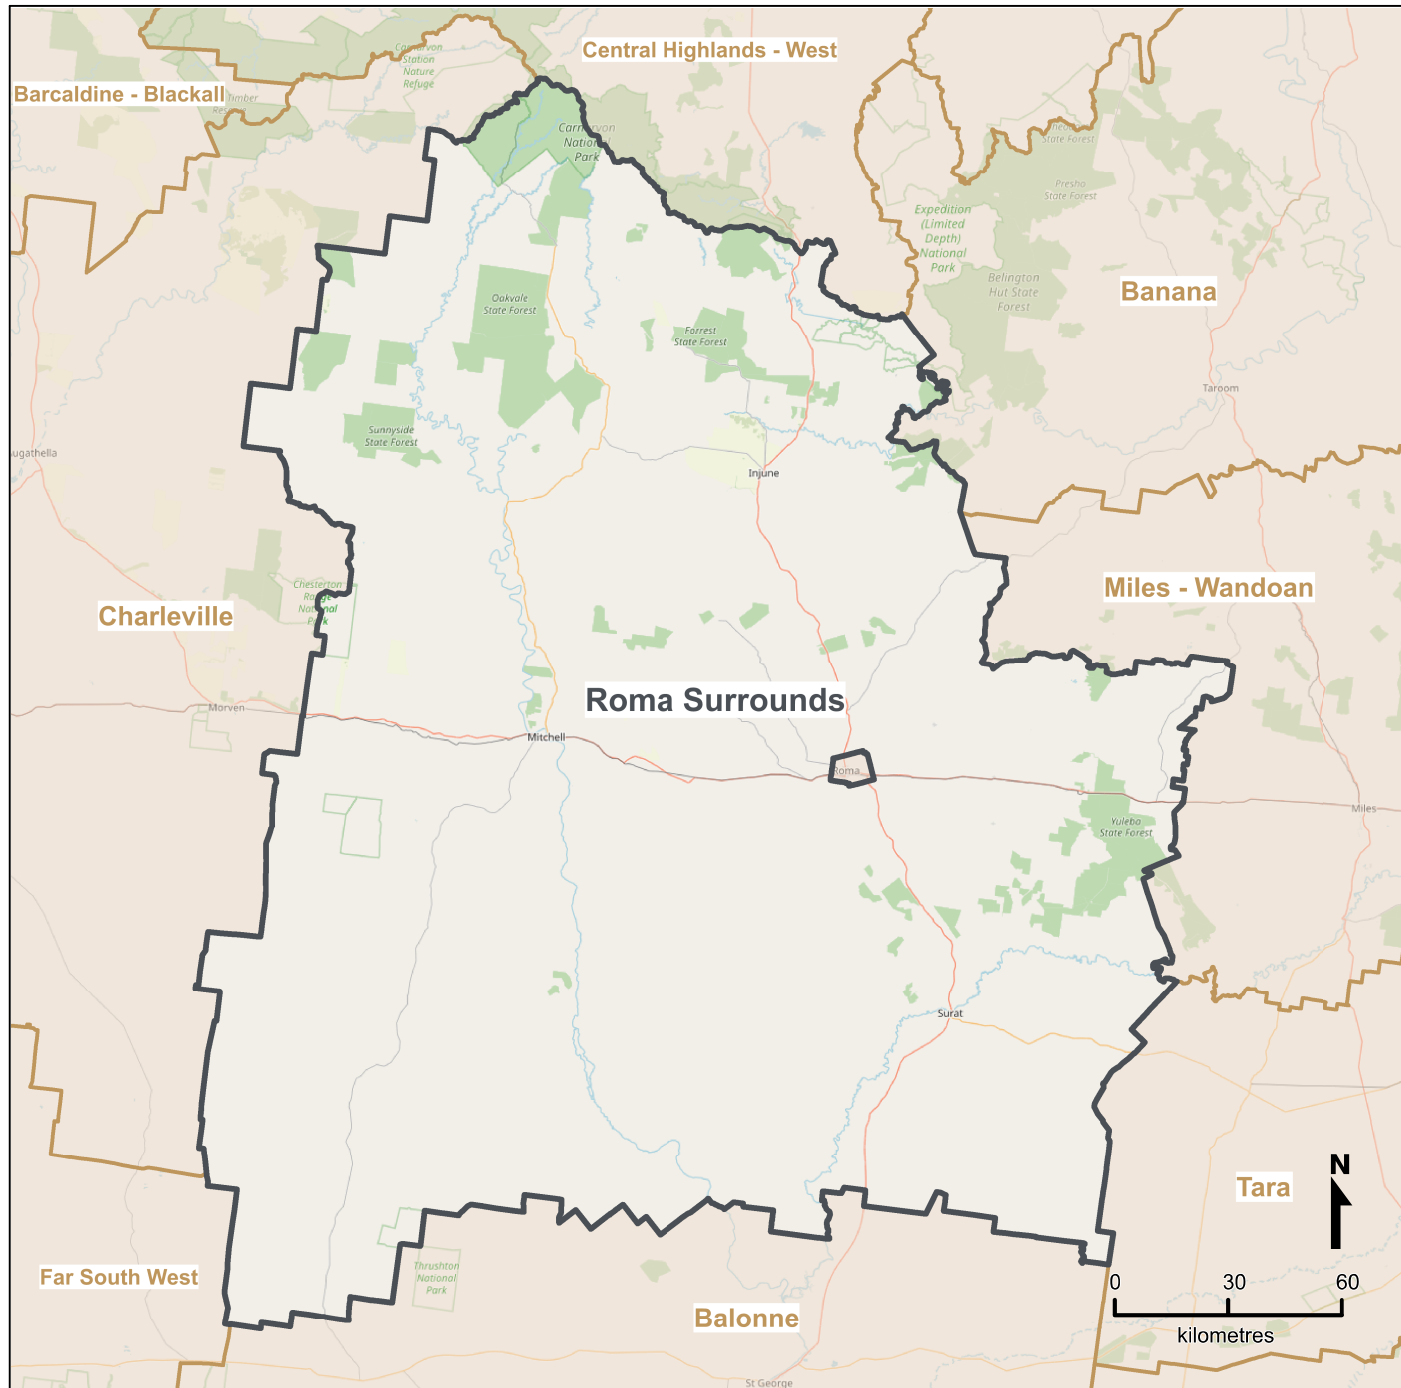 Central Highlands - West
Carnarvon
Station
Nature
Refuge
Barcaldine - Blackall
Timber
Carnarvon
National
Park
State Forest
Presho
State Forest
Expedition
(Limited
Depth)
National
Park
Belington
Hut State
Forest
Banana
Oakvale
State Forest
Forrest
State Forest
Taroom
Sunnyside
State Forest
ugathella
Injune
Chesterton
Range
National
Park
Miles - Wandoan
Charleville
Roma Surrounds
Morven
Mitchell
Roma
Miles
Yuleba
State Forest
Surat
N
Tara
Far South West
Thrushton
National
Park
0 30 60
kilometres
Balonne
St George